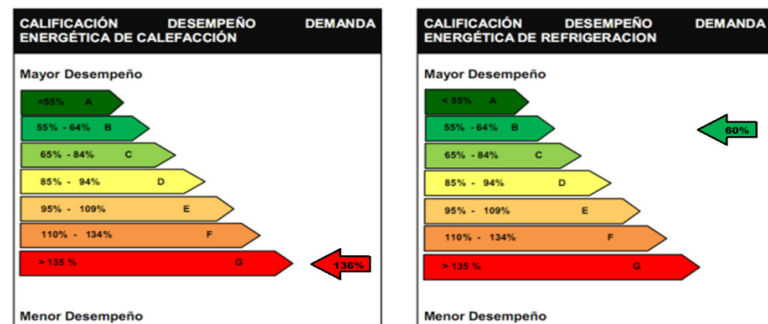 CALIFICACIÓN DESEMPEÑO DEMANDA
ENERGÉTICA DE CALEFACCIÓN
Mayor Desempeño
<55% A
55% - 64% B
65% - 84% C
85% - 94% D
95% - 109% E
110% - 134% F
> 135 % G
136%
Menor Desempeño
CALIFICACIÓN DESEMPEÑO DEMANDA
ENERGÉTICA DE REFRIGERACION
Mayor Desempeño
< 55% A
55% - 64% B
60%
65% - 84% C
85% - 94% D
95% - 109% E
110% - 134% F
> 135 % G
Menor Desempeño